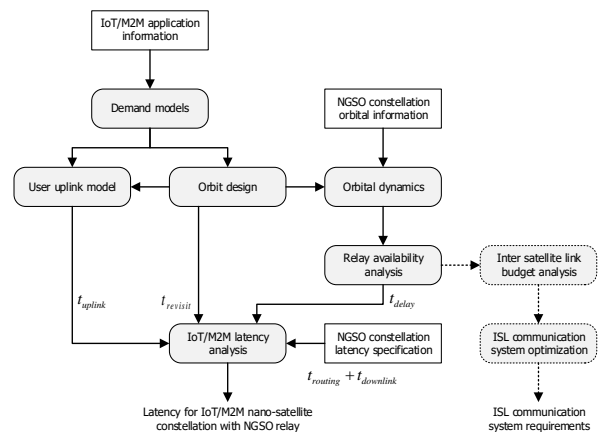 IoT/M2M application
information
Demand models
NGSO constellation
orbital information
User uplink model
Orbit design
Orbital dynamics
Relay availability
analysis
Inter satellite link
budget analysis
t_uplink
t_revisit
t_delay
IoT/M2M latency
analysis
NGSO constellation
latency specification
ISL communication
system optimization
t_routing + t_downlink
Latency for IoT/M2M nano-satellite
constellation with NGSO relay
ISL communication
system requirements